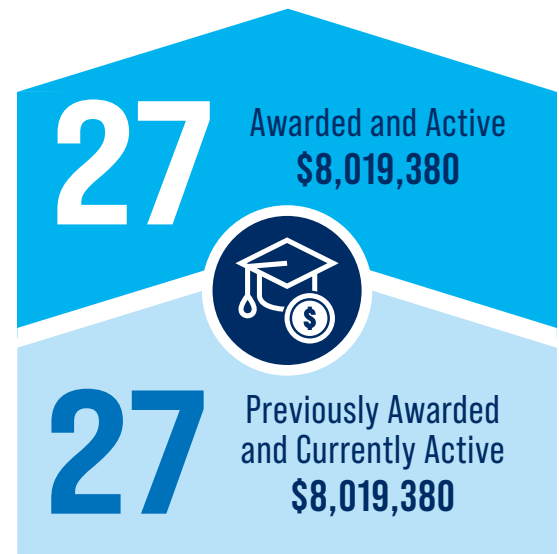 27
Awarded and Active
$8,019,380
$
27
Previously Awarded
and Currently Active
$8,019,380